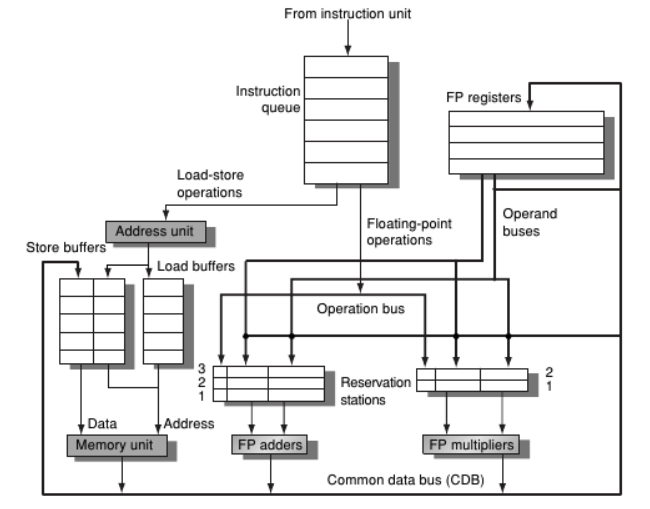 From instruction unit
Instruction
queue
FP registers
Load-store
operations
Address unit
Floating-point
operations
Operand
buses
Store buffers
Load buffers
Operation bus
3
2
1
Reservation
stations
2
1
Data
Address
Memory unit
FP adders
FP multipliers
Common data bus (CDB)